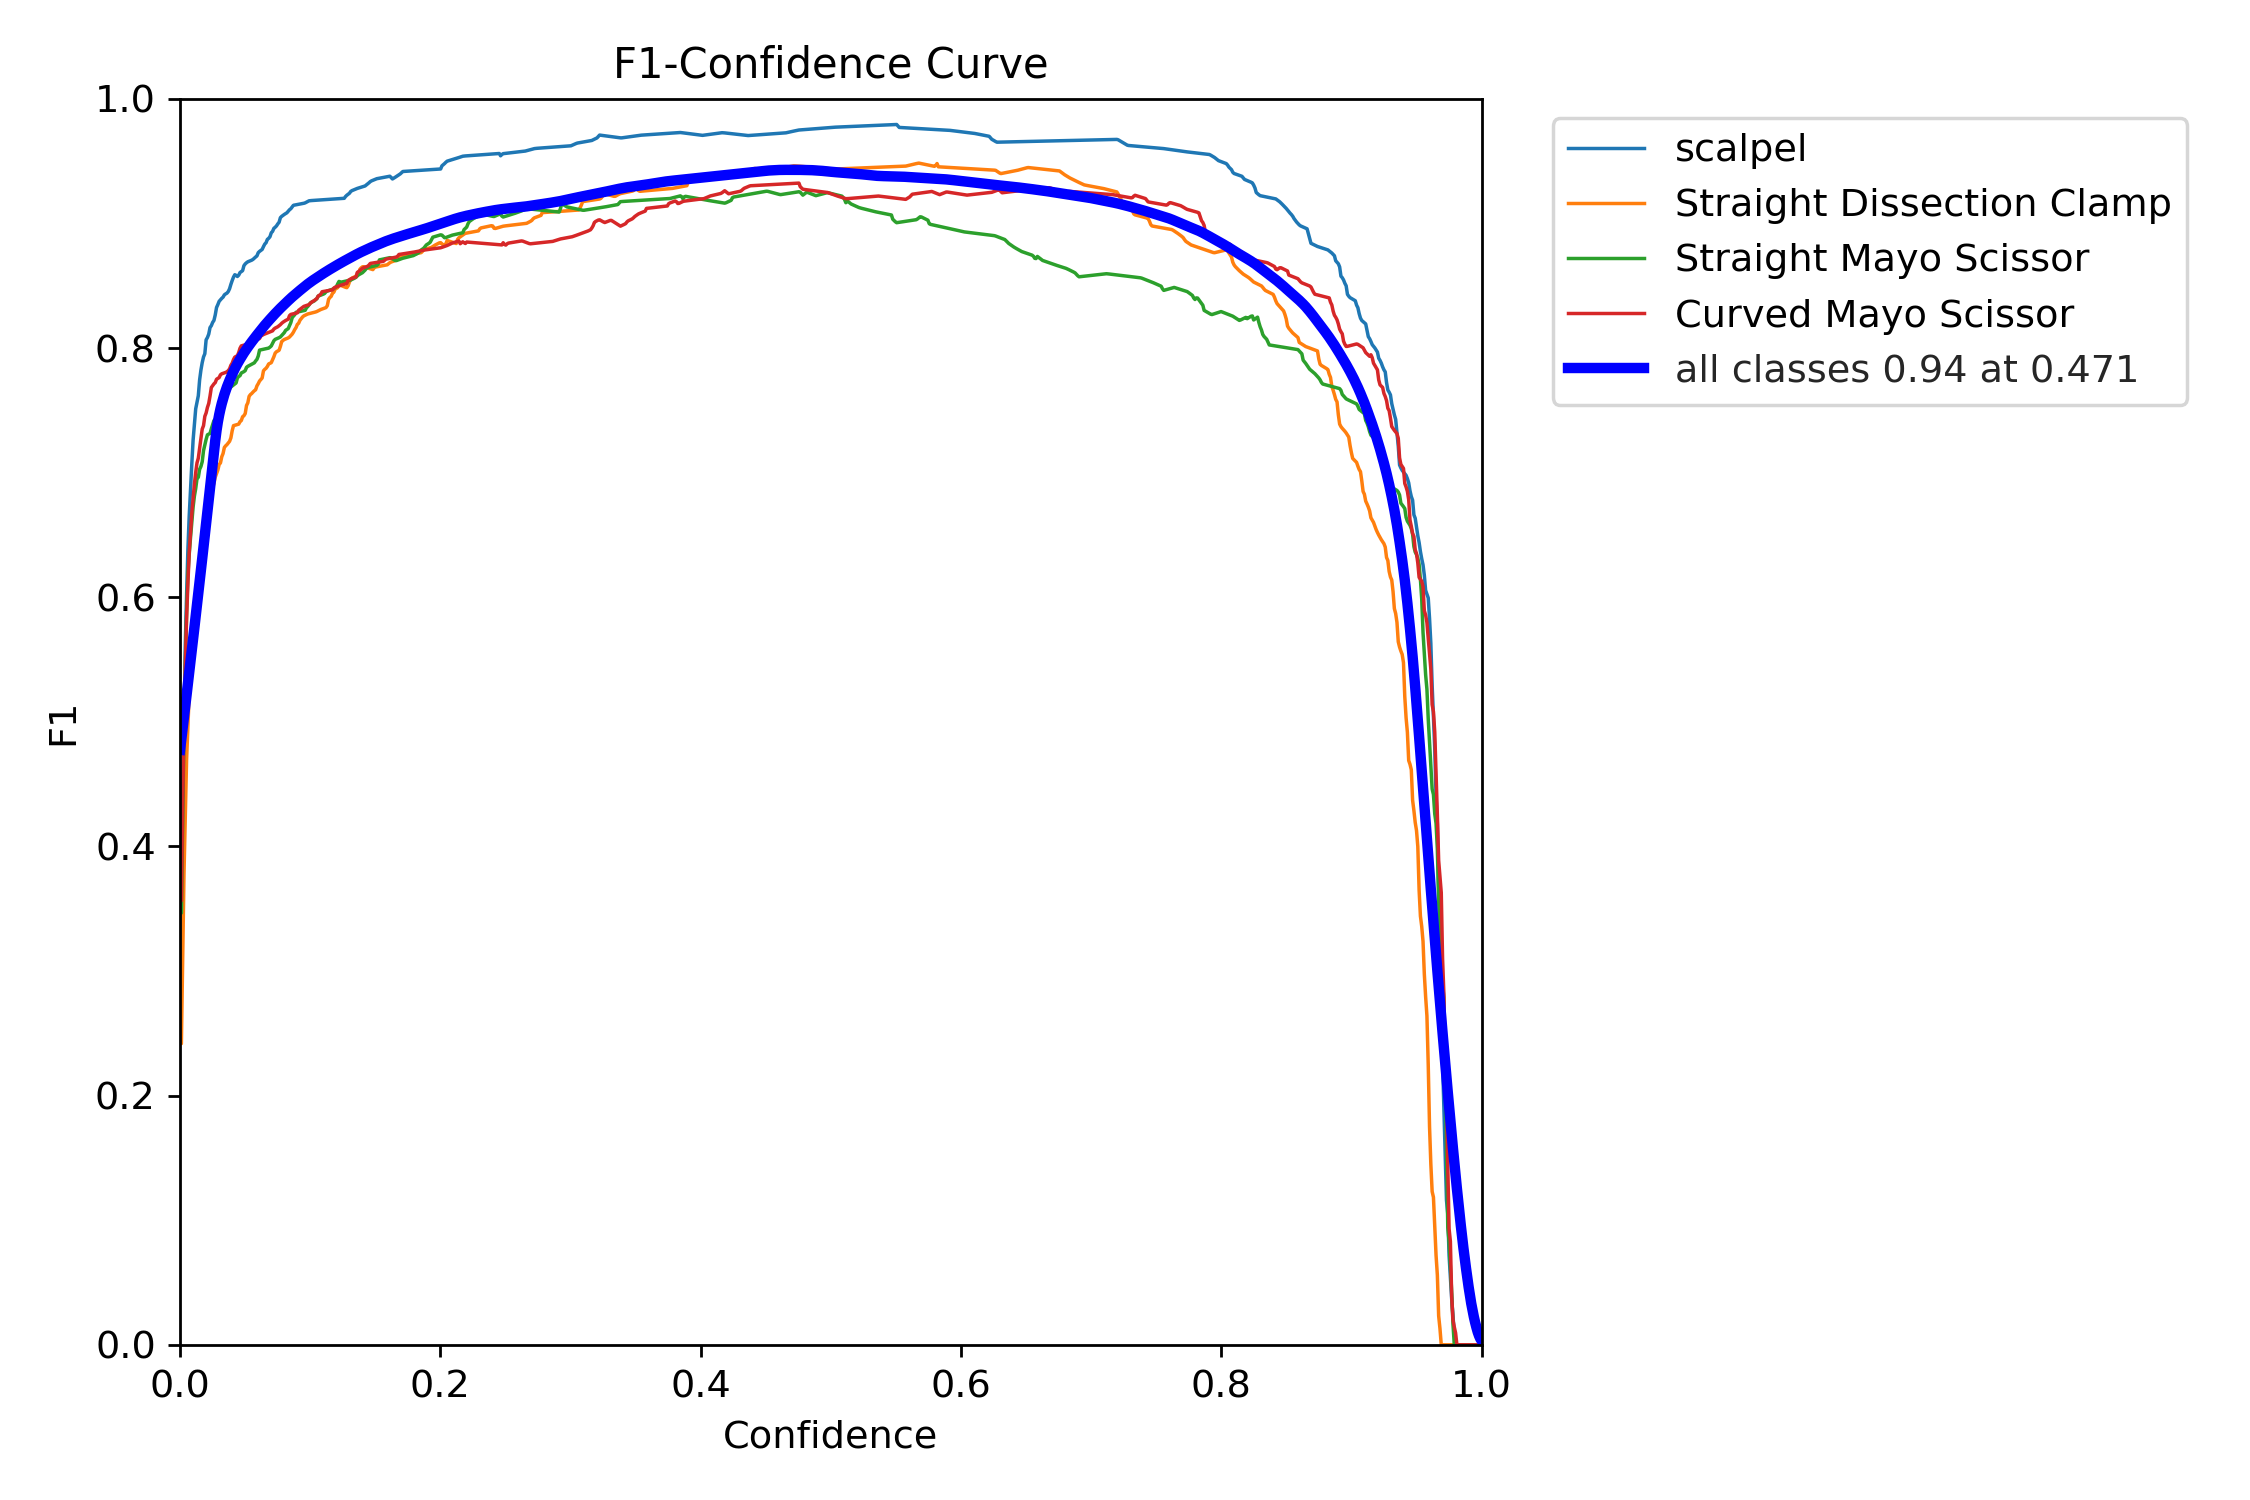 F1-Confidence Curve
1.0
0.8
0.6
0.4
0.2
0.0
F1
0.0 0.2 0.4 0.6 0.8 1.0
Confidence
scalpel
Straight Dissection Clamp
Straight Mayo Scissor
Curved Mayo Scissor
all classes 0.94 at 0.471